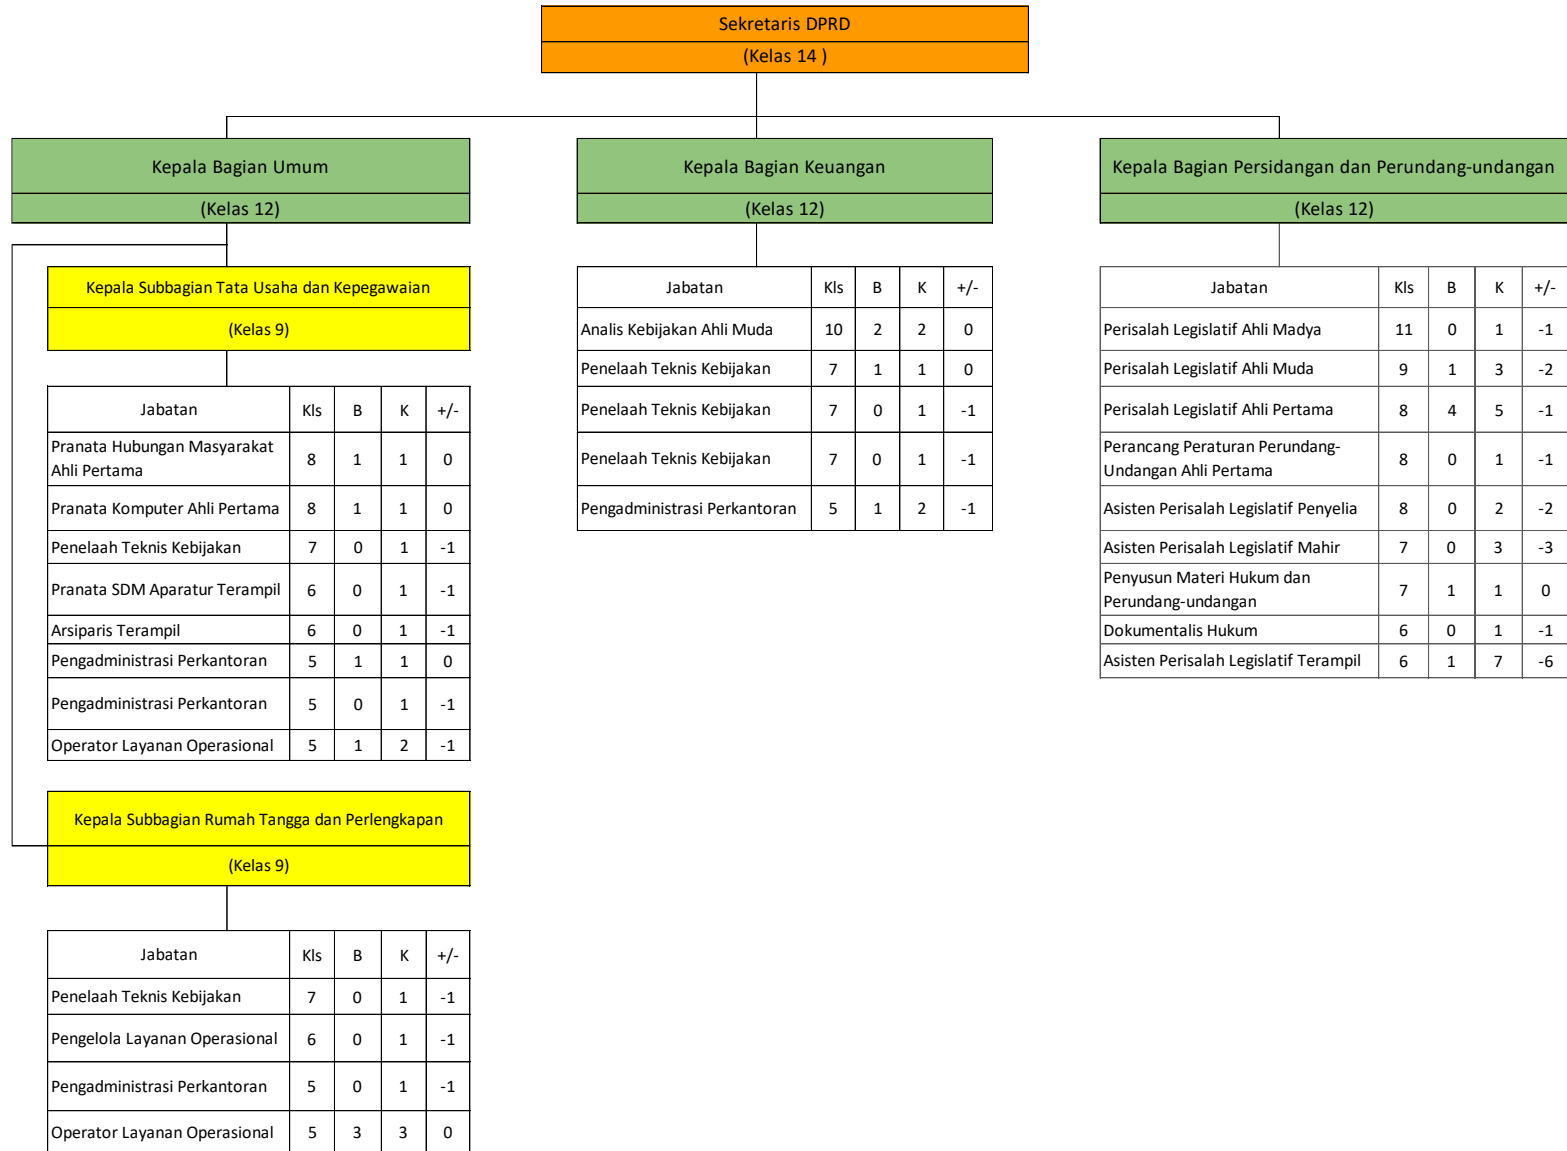 Sekretaris DPRD
(Kelas 14 )
Kepala Bagian Umum
(Kelas 12)
Kepala Subbagian Tata Usaha dan Kepegawaian
(Kelas 9)
Jabatan Kls B K +/-
Pranata Hubungan Masyarakat
Ahli Pertama 8 1 1 0
Pranata Komputer Ahli Pertama 8 1 1 0
Penelaah Teknis Kebijakan 7 0 1 -1
Pranata SDM Aparatur Terampil 6 0 1 -1
Arsiparis Terampil 6 0 1 -1
Pengadministrasi Perkantoran 5 1 1 0
Pengadministrasi Perkantoran 5 0 1 -1
Operator Layanan Operasional 5 1 2 -1
Kepala Subbagian Rumah Tangga dan Perlengkapan
(Kelas 9)
Jabatan Kls B K +/-
Penelaah Teknis Kebijakan 7 0 1 -1
Pengelola Layanan Operasional 6 0 1 -1
Pengadministrasi Perkantoran 5 0 1 -1
Operator Layanan Operasional 5 3 3 0
Kepala Bagian Keuangan
(Kelas 12)
Jabatan Kls B K +/-
Analis Kebijakan Ahli Muda 10 2 2 0
Penelaah Teknis Kebijakan 7 1 1 0
Penelaah Teknis Kebijakan 7 0 1 -1
Penelaah Teknis Kebijakan 7 0 1 -1
Pengadministrasi Perkantoran 5 1 2 -1
Kepala Bagian Persidangan dan Perundang-undangan
(Kelas 12)
Jabatan Kls B K +/-
Perisalah Legislatif Ahli Madya 11 0 1 -1
Perisalah Legislatif Ahli Muda 9 1 3 -2
Perisalah Legislatif Ahli Pertama 8 4 5 -1
Perancang Peraturan Perundang-
Undangan Ahli Pertama 8 0 1 -1
Asisten Perisalah Legislatif Penyelia 8 0 2 -2
Asisten Perisalah Legislatif Mahir 7 0 3 -3
Penyusun Materi Hukum dan
Perundang-undangan 7 1 1 0
Dokumentalis Hukum 6 0 1 -1
Asisten Perisalah Legislatif Terampil 6 1 7 -6